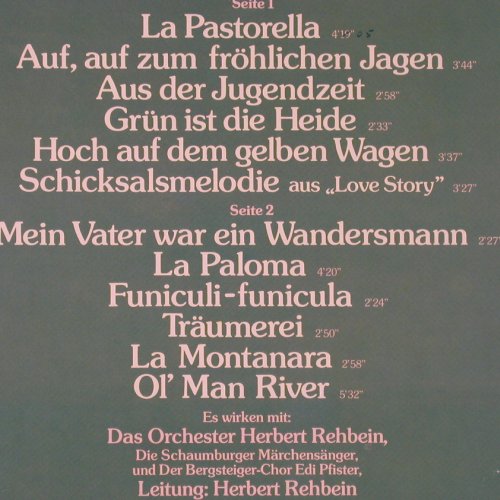 Seite 1
La Pastorella 4'19"
Auf, auf zum fröhlichen Jagen 3'44"
Aus der Jugendzeit 2'58"
Grün ist die Heide 2'33"
Hoch auf dem gelben Wagen 3'37"
Schicksalsmelodie aus „Love Story” 3'27"
Seite 2
Mein Vater war ein Wandersmann 2'27"
La Paloma 4'20"
Funiculi-funicula 2'24"
Träumerei 2'50"
La Montanara 2'58"
Ol' Man River 5'32"
Es wirken mit:
Das Orchester Herbert Rehbein,
Die Schaumburger Märchensänger,
und Der Bergsteiger-Chor Edi Pfister,
Leitung: Herbert Rehbein